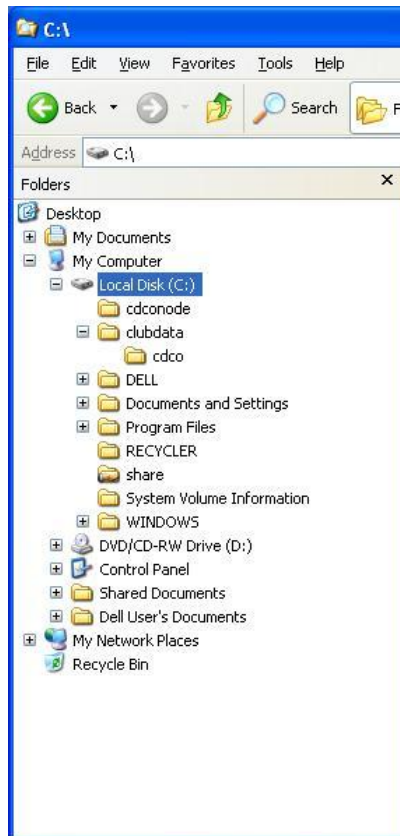 C:\
File Edit View Favorites Tools Help
Back Search F
Address C:\
Folders
Desktop
My Documents
My Computer
Local Disk (C:)
cdconode
clubdata
cdco
DELL
Documents and Settings
Program Files
RECYCLER
share
System Volume Information
WINDOWS
DVD/CD-RW Drive (D:)
Control Panel
Shared Documents
Dell User's Documents
My Network Places
Recycle Bin